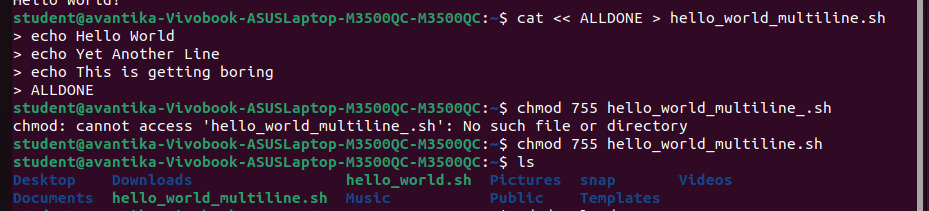 Hello World!
student@avantika-Vivobook-ASUSLaptop-M3500QC-M3500QC:~$ cat << ALLDONE > hello_world_multiline.sh
> echo Hello World
> echo Yet Another Line
> echo This is getting boring
> ALLDONE
student@avantika-Vivobook-ASUSLaptop-M3500QC-M3500QC:~$ chmod 755 hello_world_multiline_.sh
chmod: cannot access 'hello_world_multiline_.sh': No such file or directory
student@avantika-Vivobook-ASUSLaptop-M3500QC-M3500QC:~$ chmod 755 hello_world_multiline.sh
student@avantika-Vivobook-ASUSLaptop-M3500QC-M3500QC:~$ ls
Desktop Downloads hello_world.sh Pictures snap Videos
Documents hello_world_multiline.sh Music Public Templates